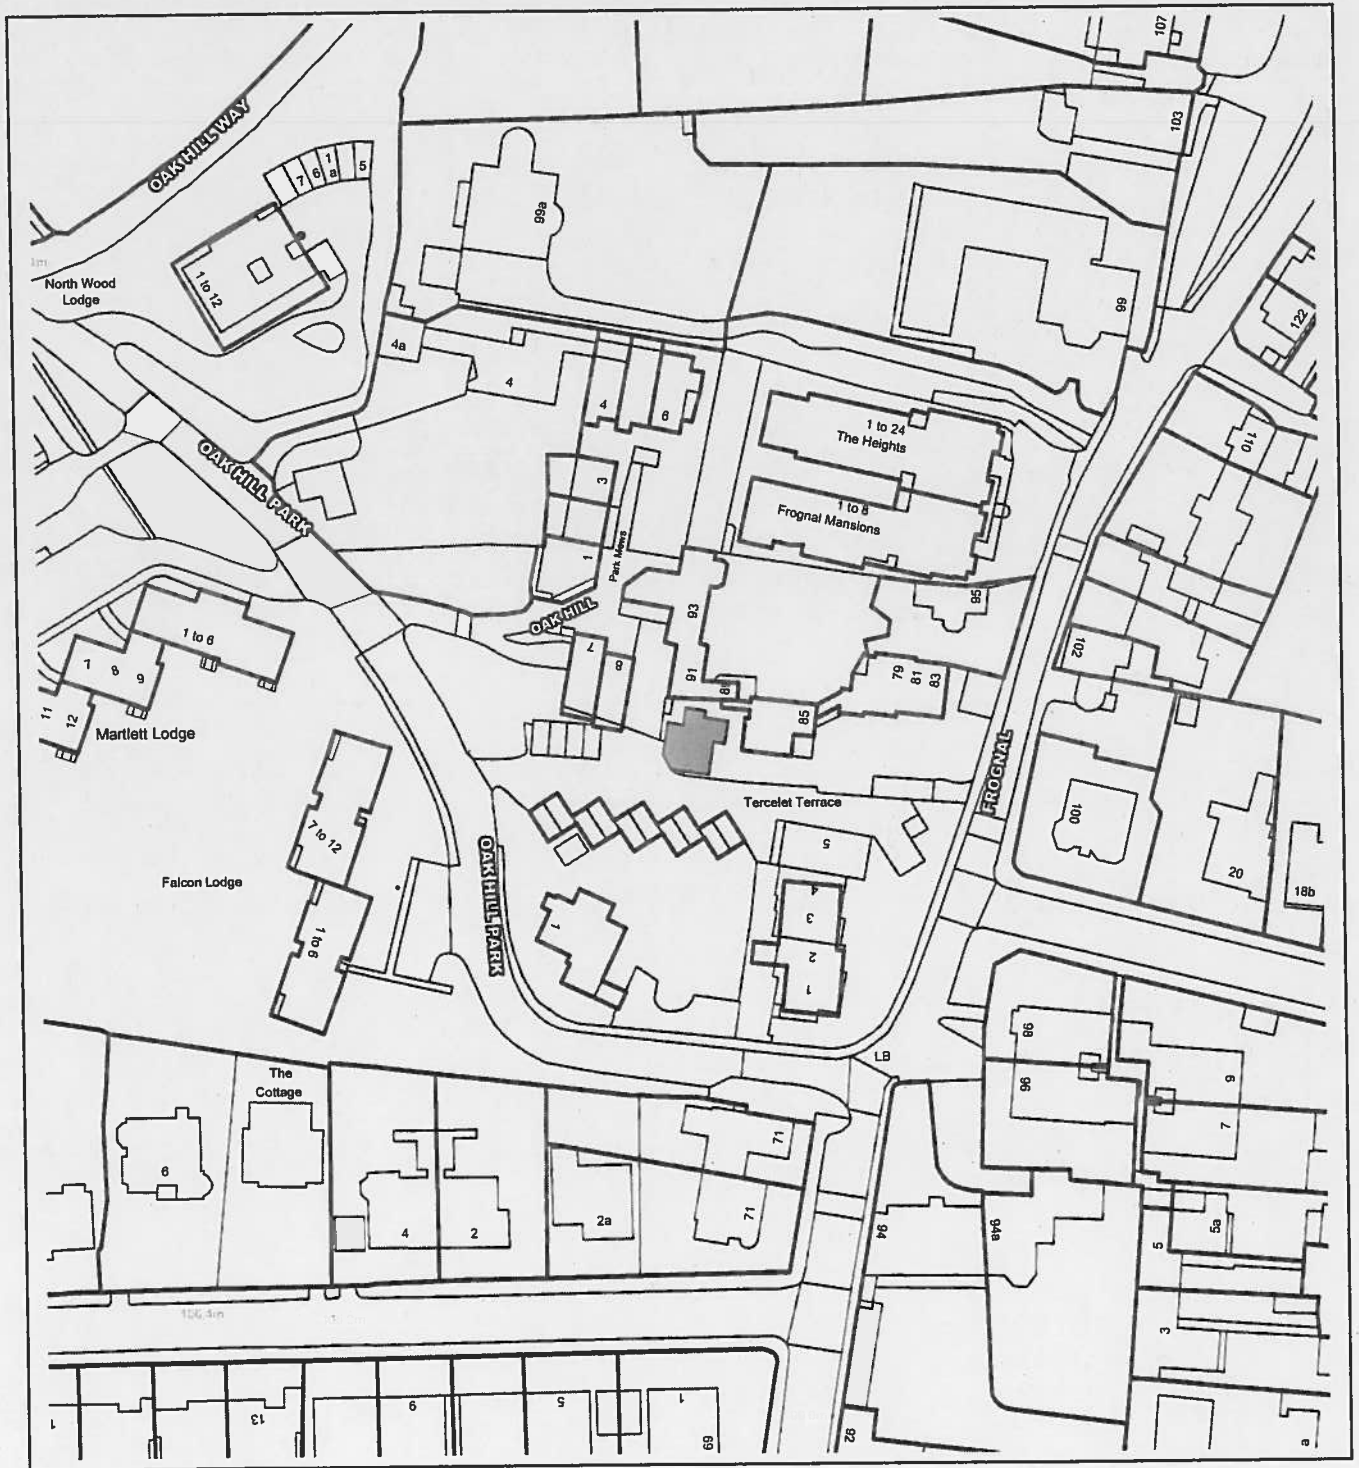 107
OAK HILL WAY
103
7
6
1
a
5
99a
1 to 12
North Wood
Lodge
99
122
4a
4
4
6
1 to 24
The Heights
110
OAK HILL PARK
3
1 to 8
Frognal Mansions
1
Park Mews
95
OAK HILL
93
1 to 6
7
8
9
7
8
91
89
79
81
83
102
11
12
85
Martlett Lodge
FROGNAL
Tercelet Terrace
100
7 to 12
5
20
18b
Falcon Lodge
OAK HILL PARK
4
3
1
1 to 6
2
1
98
LB
96
The
Cottage
9
7
71
6
4
2
2a
71
94
94a
5
5a
3
13
9
5
1
69
92
a
1